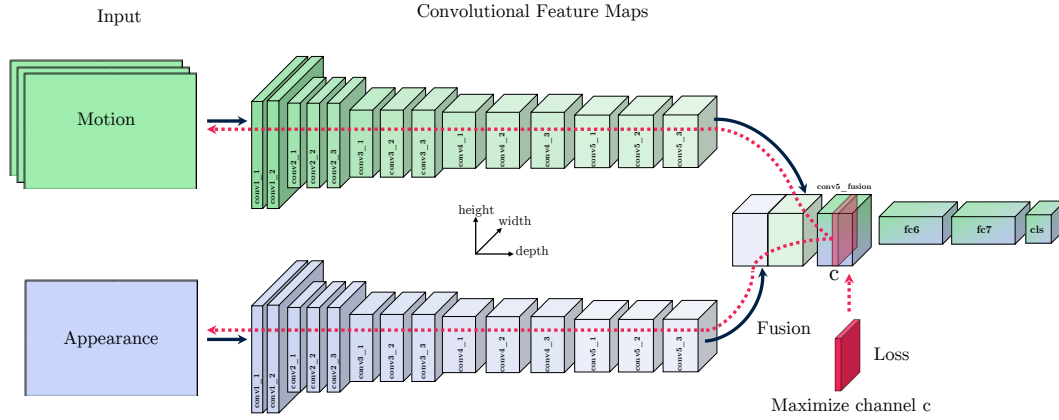 Input
Convolutional Feature Maps
Motion
conv1_1
conv1_2
conv2_1
conv2_2
conv2_3
conv3_1
conv3_2
conv3_3
conv4_1
conv4_2
conv4_3
conv5_1
conv5_2
conv5_3
conv5_fusion
height
width
depth
fc6
fc7
cls
c
Appearance
conv1_1
conv1_2
conv2_1
conv2_2
conv2_3
conv3_1
conv3_2
conv3_3
conv4_1
conv4_2
conv4_3
conv5_1
conv5_2
conv5_3
Fusion
Loss
Maximize channel c